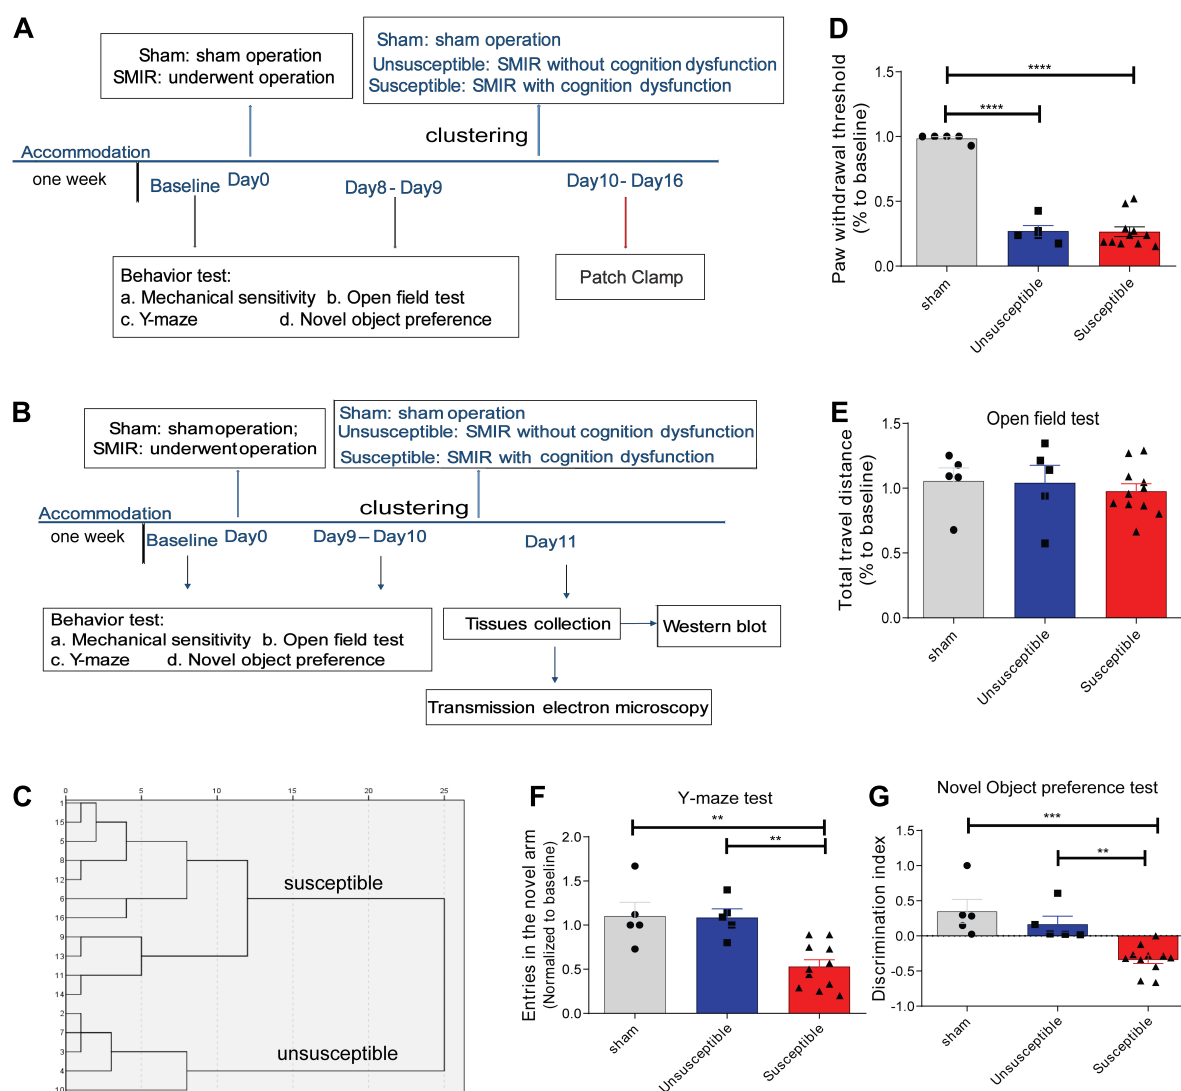 A
Sham: sham operation
SMIR: underwent operation
Sham: sham operation
Unsusceptible: SMIR without cognition dysfunction
Susceptible: SMIR with cognition dysfunction
clustering
Accommodation
one week
Baseline Day0
Day8 - Day9
Day10 - Day16
Behavior test:
a. Mechanical sensitivity b. Open field test
c. Y-maze d. Novel object preference
Patch Clamp
B
Sham: sham operation;
SMIR: underwent operation
Sham: sham operation
Unsusceptible: SMIR without cognition dysfunction
Susceptible: SMIR with cognition dysfunction
clustering
Accommodation
one week
Baseline Day0
Day9 – Day10
Day11
Behavior test:
a. Mechanical sensitivity b. Open field test
c. Y-maze d. Novel object preference
Tissues collection
Western blot
Transmission electron microscopy
C
0 5 10 15 20 25
1
15
5
8
12
6
16
9
13
11
14
2
7
3
4
10
susceptible
unsusceptible
D
Paw withdrawal threshold
(% to baseline)
1.5
1.0
0.5
0.0
****
****
sham
Unsusceptible
Susceptible
E
Open field test
Total travel distance
(% to baseline)
1.5
1.0
0.5
0.0
sham
Unsusceptible
Susceptible
F
Y-maze test
Entries in the novel arm
(Normalized to baseline)
2.0
1.5
1.0
0.5
0.0
**
**
sham
Unsusceptible
Susceptible
G
Novel Object preference test
Discrimination index
1.5
1.0
0.5
0.0
-0.5
-1.0
***
**
sham
Unsusceptible
Susceptible